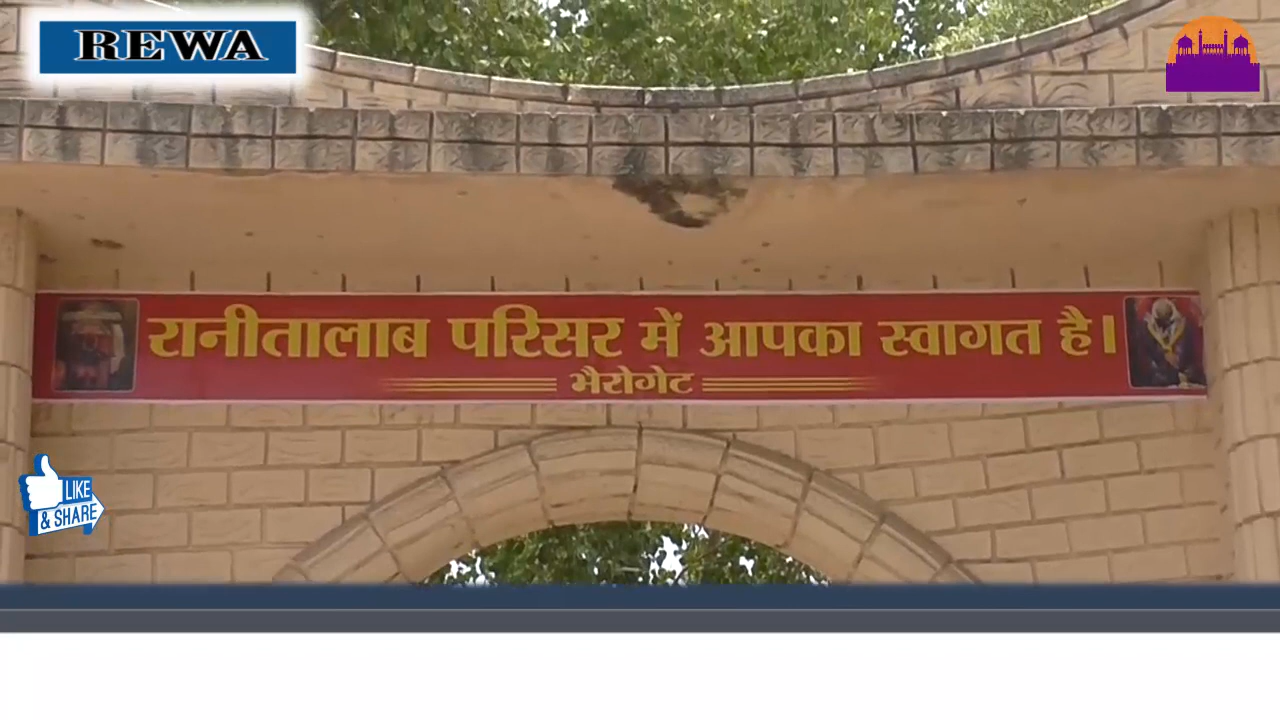 REWA
रानीतालाब परिसर में आपका स्वागत है।
भैरोगेट
LIKE
& SHARE